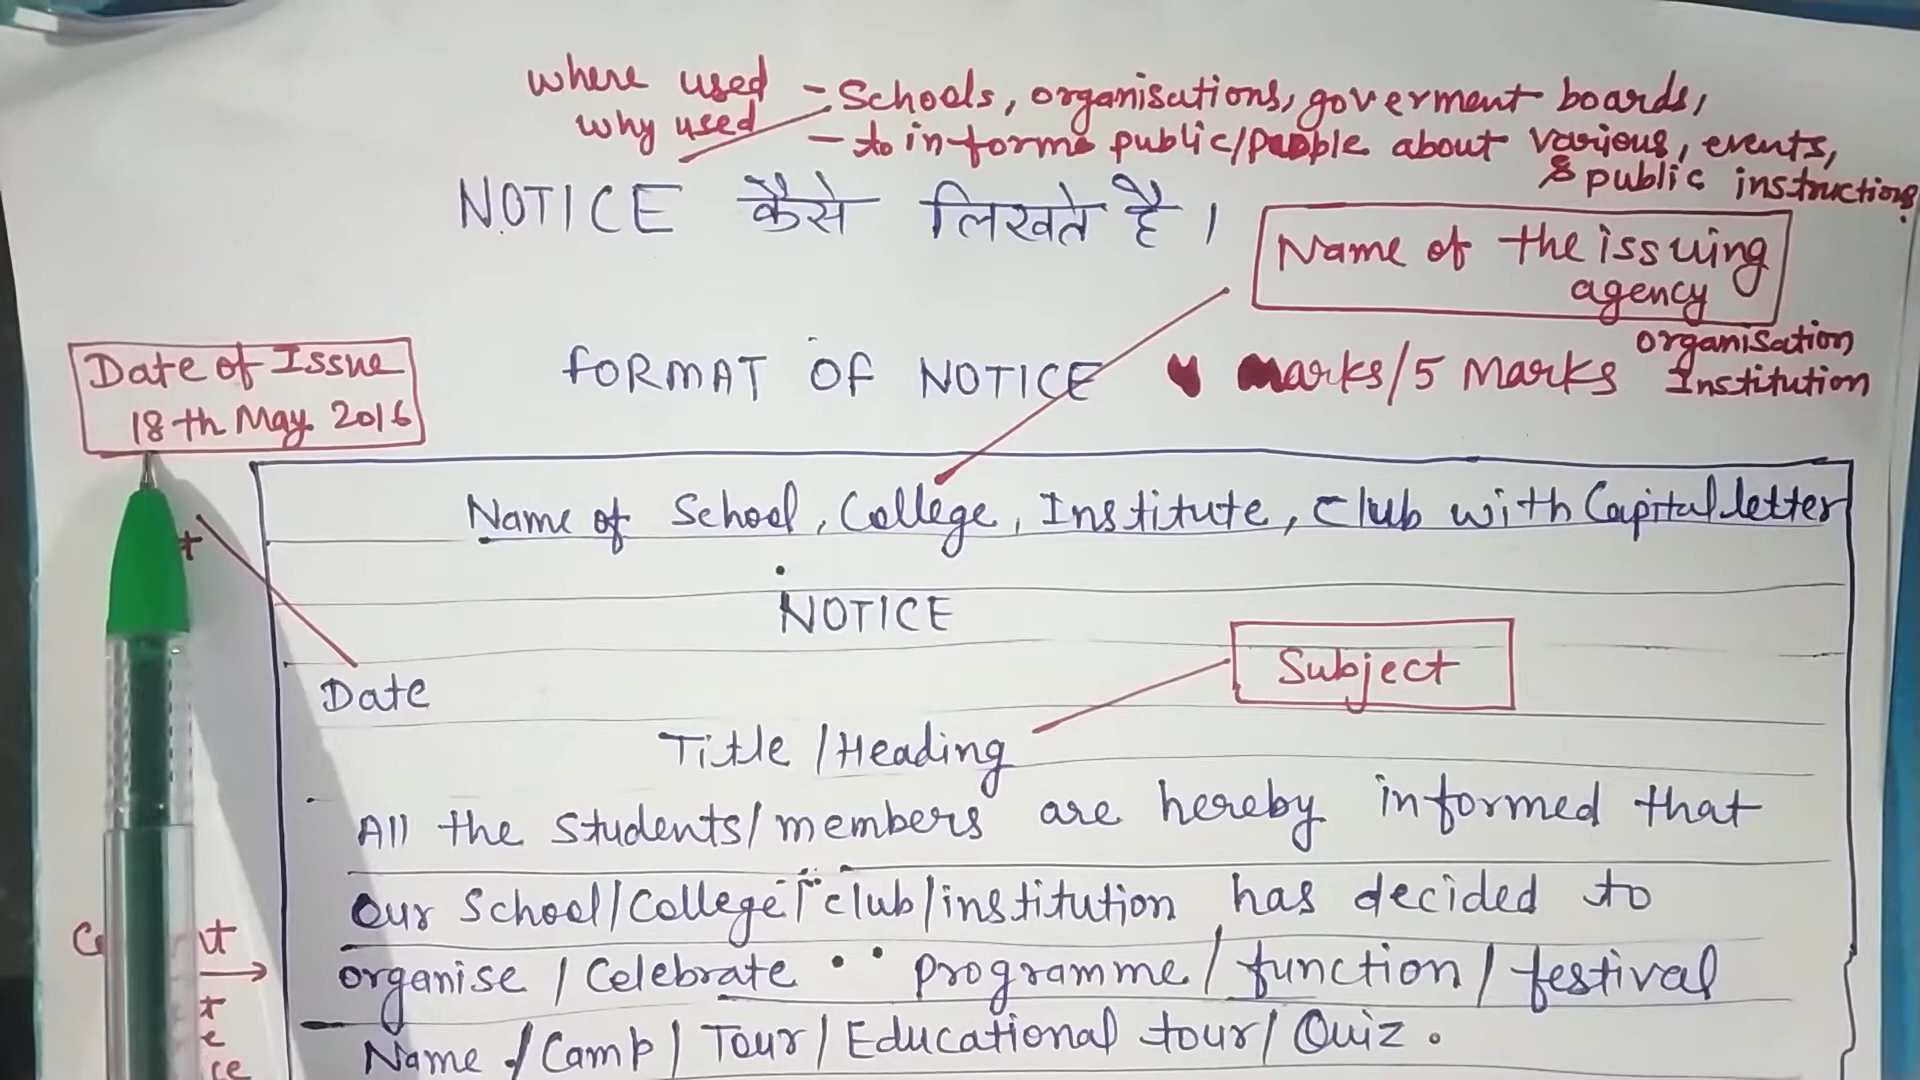 where used - Schools, organisations, goverment boards,
why used - to informs public/people about various, events,
& public instructions.
NOTICE कैसे लिखते है।
Name of the issuing
agency
organisation
Institution
Date of Issue
18th May 2016
FORMAT OF NOTICE marks/5 Marks
Name of School, College, Institute, Club with Capital letter
NOTICE
Subject
Date
Title / Heading
All the students/members are hereby informed that
our School/College/club/institution has decided to
organise / Celebrate .. programme / function / festival
Name / Camp / Tour / Educational tour / Quiz.